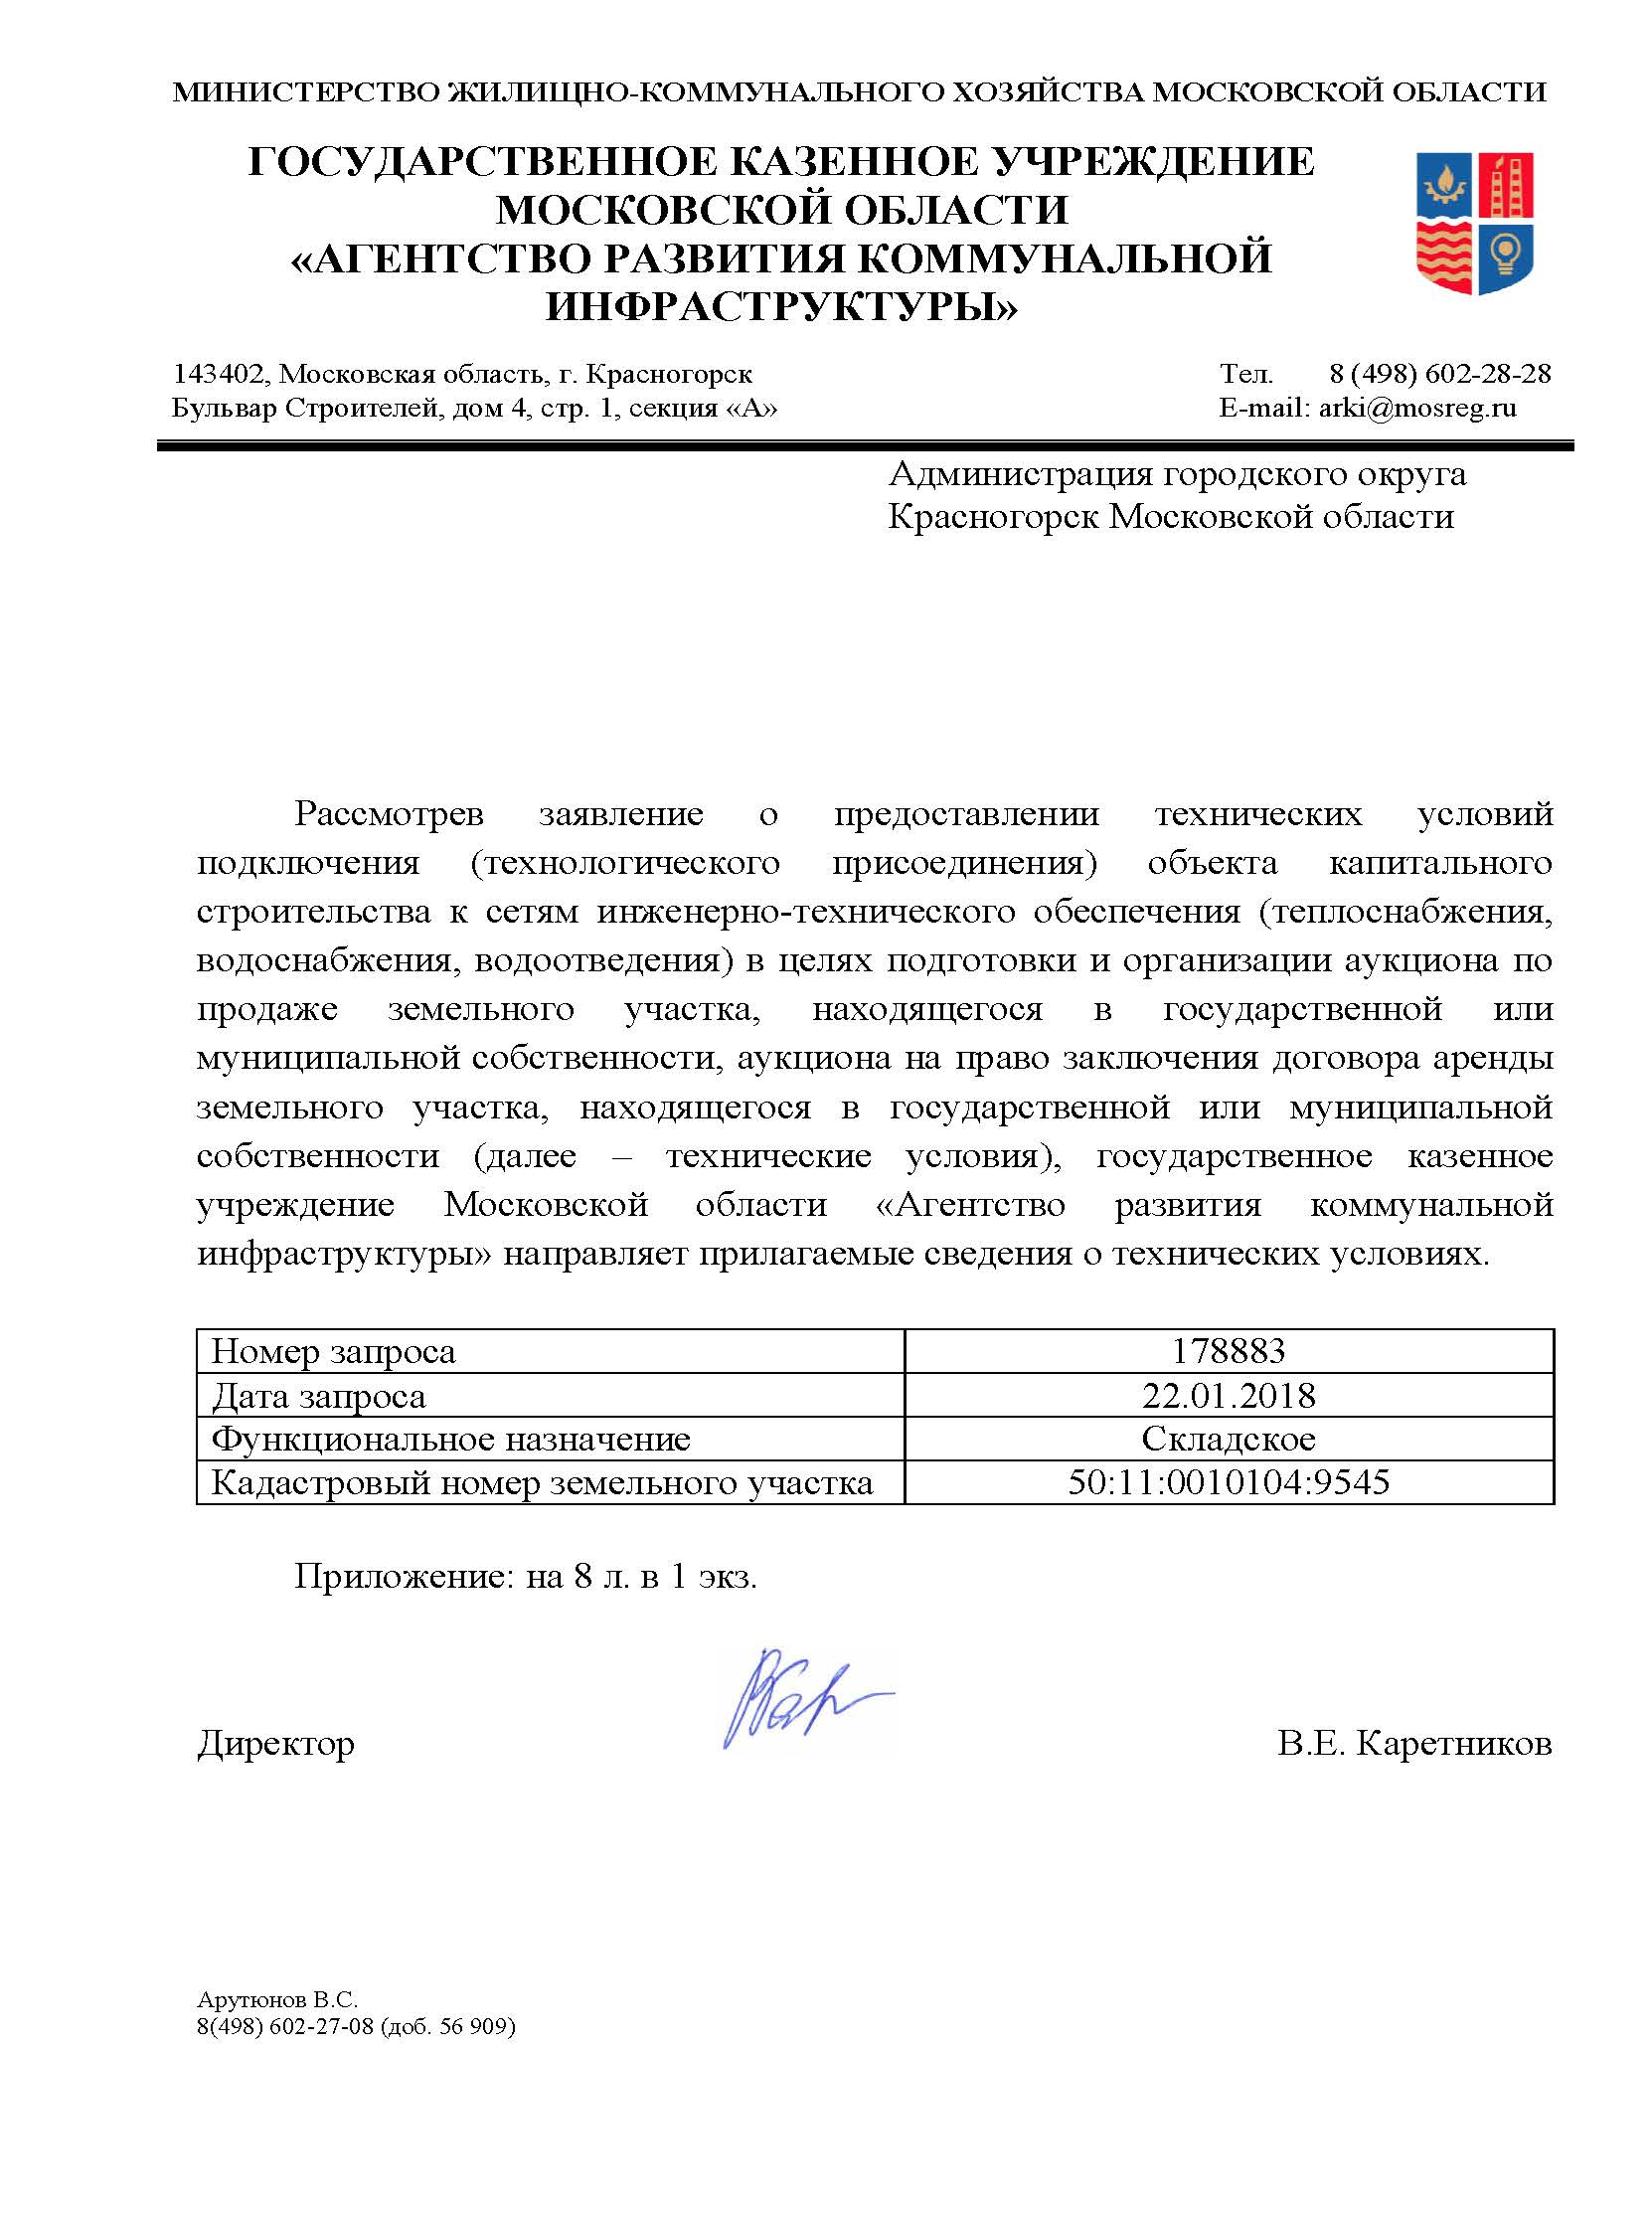 МИНИСТЕРСТВО ЖИЛИЩНО-КОММУНАЛЬНОГО ХОЗЯЙСТВА МОСКОВСКОЙ ОБЛАСТИ
ГОСУДАРСТВЕННОЕ КАЗЕННОЕ УЧРЕЖДЕНИЕ
МОСКОВСКОЙ ОБЛАСТИ
«АГЕНТСТВО РАЗВИТИЯ КОММУНАЛЬНОЙ
ИНФРАСТРУКТУРЫ»
143402, Московская область, г. Красногорск
Бульвар Строителей, дом 4, стр. 1, секция «А»
Тел. 8 (498) 602-28-28
E-mail: arki@mosreg.ru
Администрация городского округа
Красногорск Московской области
Рассмотрев заявление о предоставлении технических условий
подключения (технологического присоединения) объекта капитального
строительства к сетям инженерно-технического обеспечения (теплоснабжения,
водоснабжения, водоотведения) в целях подготовки и организации аукциона по
продаже земельного участка, находящегося в государственной или
муниципальной собственности, аукциона на право заключения договора аренды
земельного участка, находящегося в государственной или муниципальной
собственности (далее – технические условия), государственное казенное
учреждение Московской области «Агентство развития коммунальной
инфраструктуры» направляет прилагаемые сведения о технических условиях.
Номер запроса 178883
Дата запроса 22.01.2018
Функциональное назначение Складское
Кадастровый номер земельного участка 50:11:0010104:9545
Приложение: на 8 л. в 1 экз.
Директор В.Е. Каретников
Арутюнов В.С.
8(498) 602-27-08 (доб. 56 909)